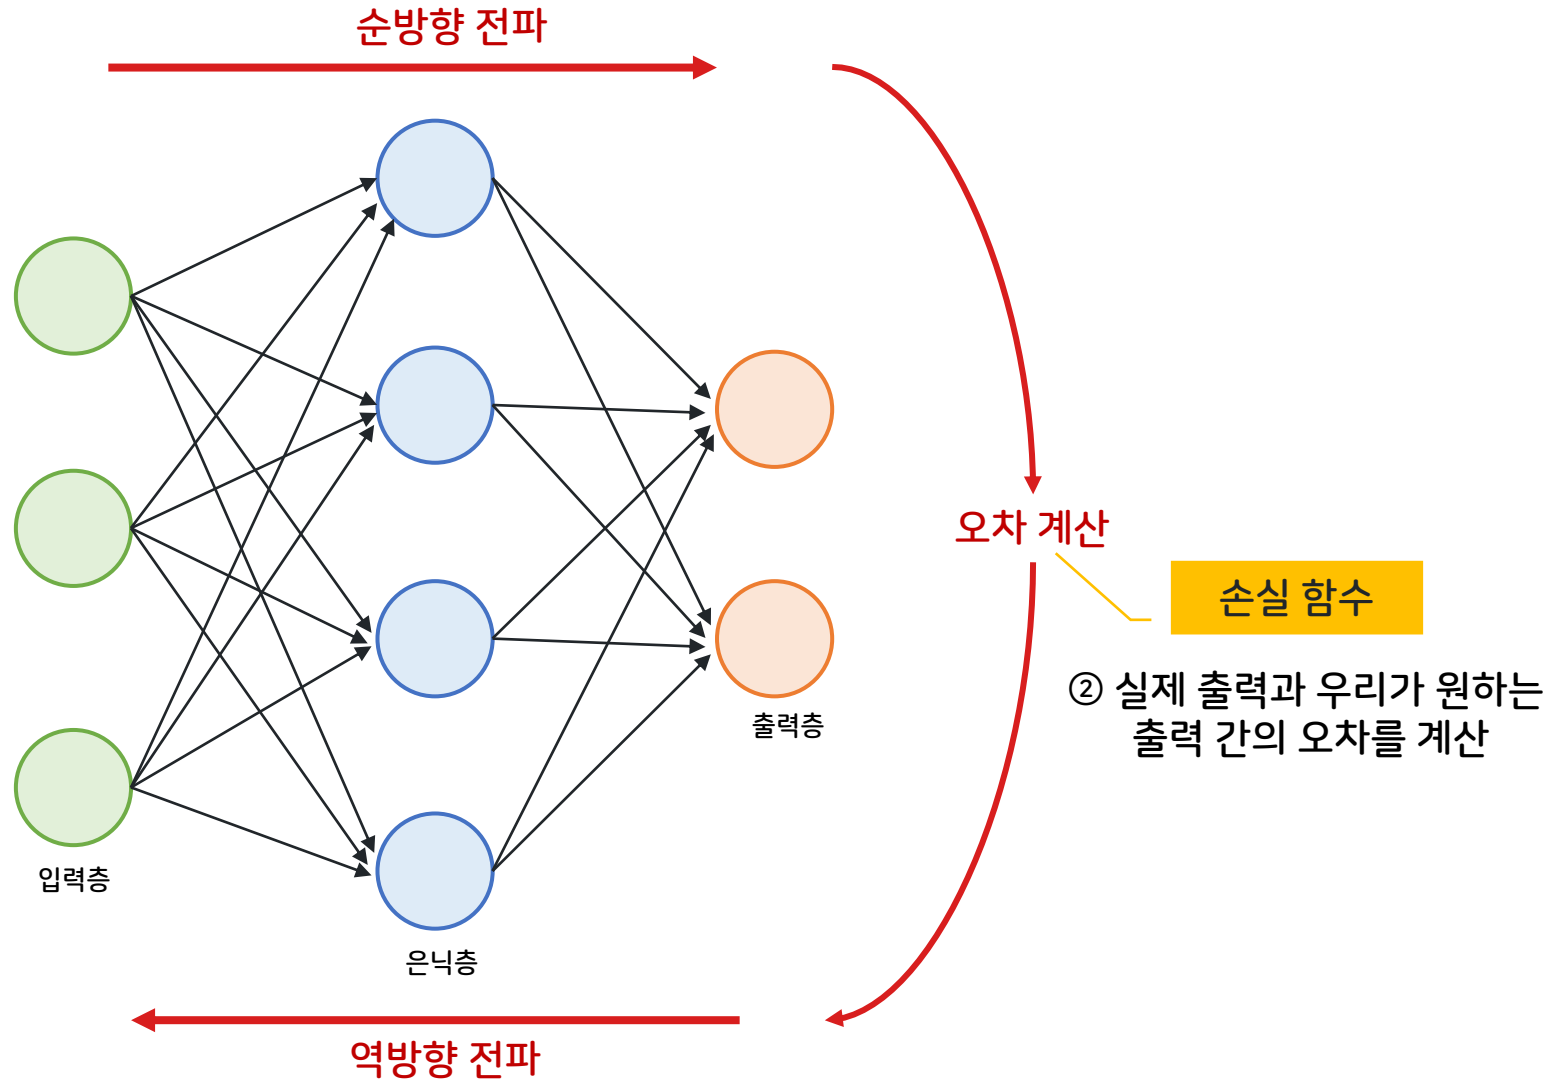 순방향 전파
오차 계산
손실 함수
② 실제 출력과 우리가 원하는
출력 간의 오차를 계산
출력층
입력층
은닉층
역방향 전파